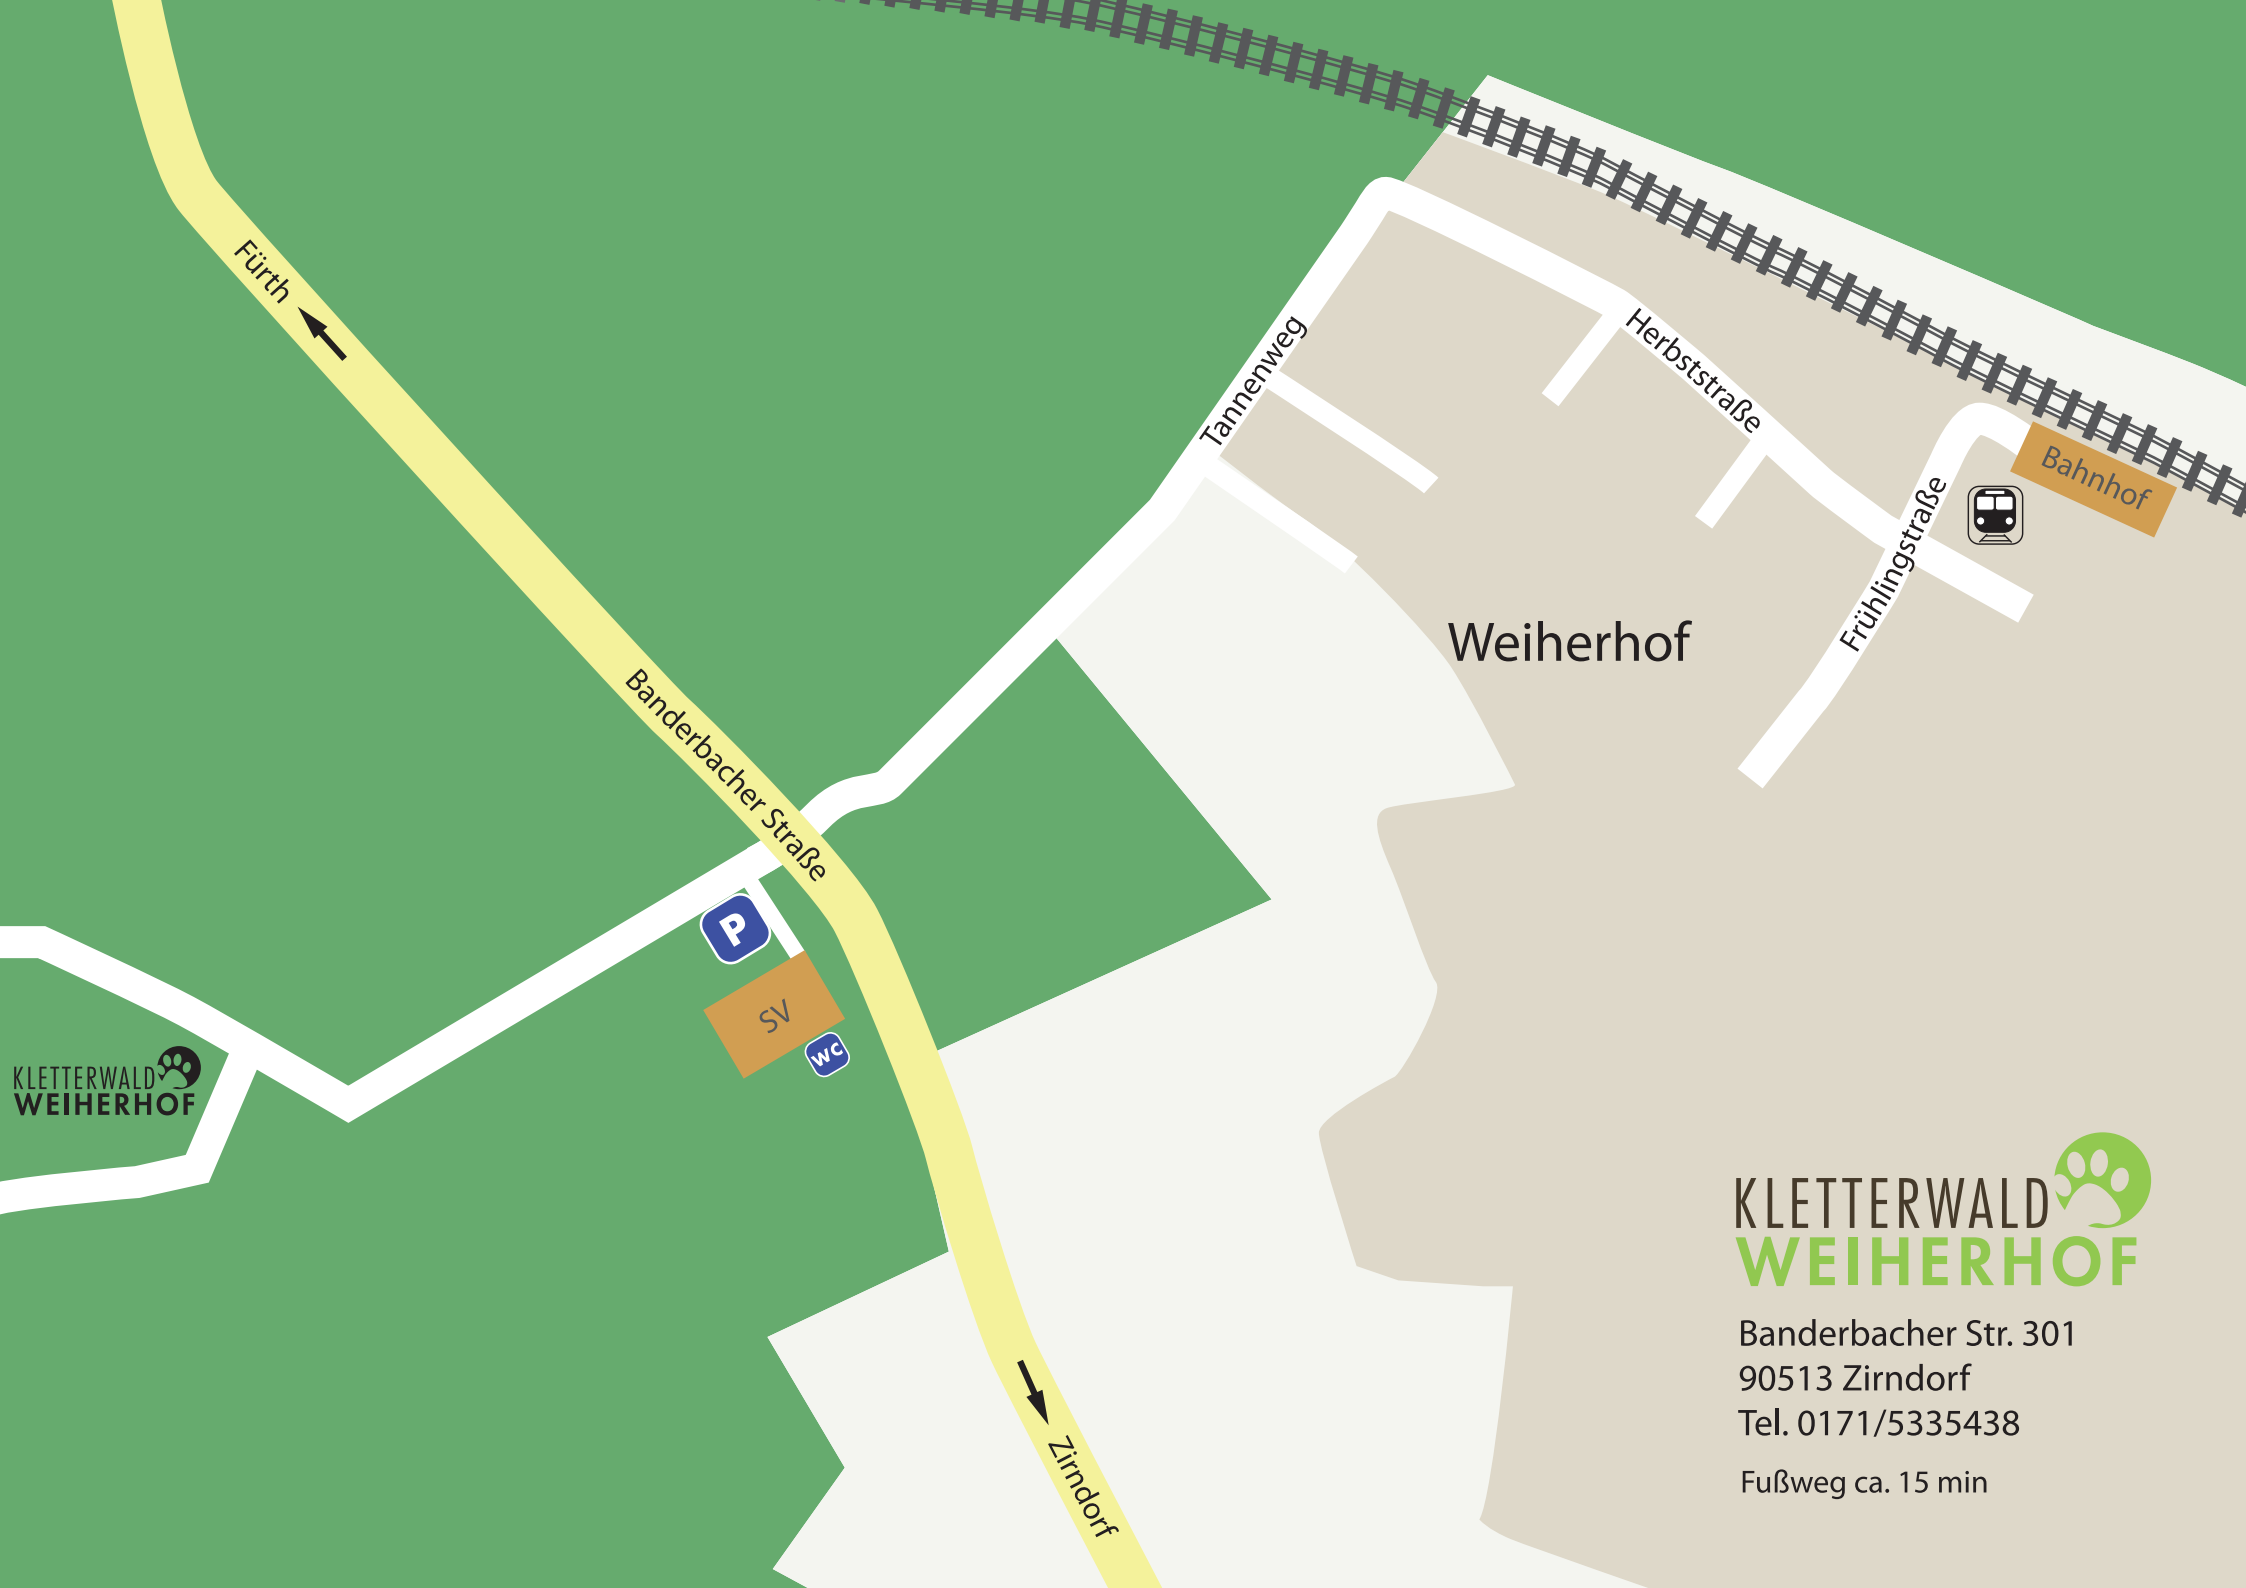 Fürth
Tannenweg
Herbststraße
Bahnhof
Frühlingstraße
Weiherhof
Banderbacher Straße
P
SV
WC
KLETTERWALD
WEIHERHOF
Zirndorf
KLETTERWALD
WEIHERHOF
Banderbacher Str. 301
90513 Zirndorf
Tel. 0171/5335438
Fußweg ca. 15 min